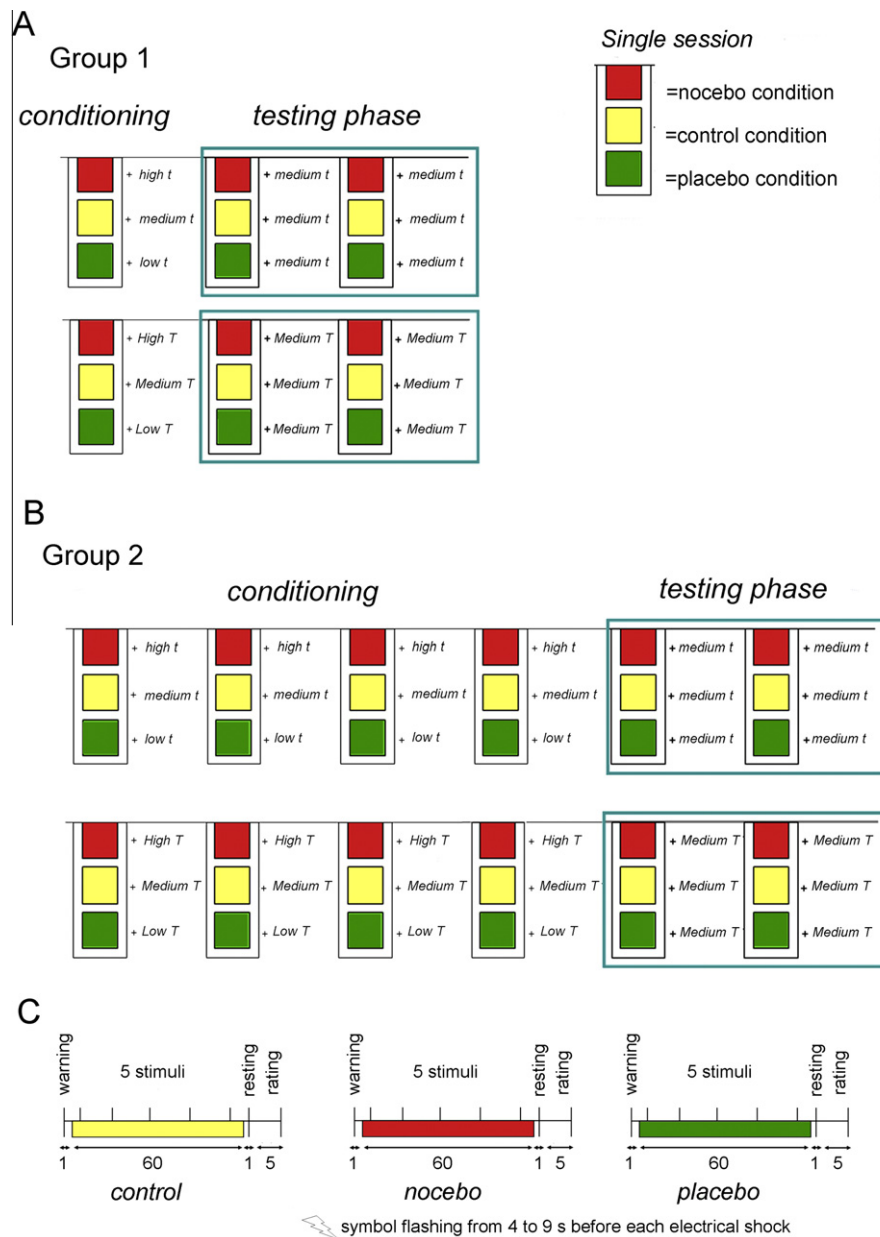 A
Group 1
Single session
=nocebo condition
=control condition
=placebo condition
conditioning testing phase
+ high t + medium t + medium t
+ medium t + medium t + medium t
+ low t + medium t + medium t
+ High T + Medium T + Medium T
+ Medium T +Medium T +Medium T
+Low T +Medium T + Medium T
B
Group 2
conditioning testing phase
+ high t + high t + high t + high t + medium t + medium t
+ medium t + medium t + medium t + medium t + medium t + medium t
+ low t + low t + low t + low t +medium t +medium t
+ High T + High T + High T + High T + Medium T + Medium T
+ Medium T + Medium T + Medium T + Medium T + Medium T + Medium T
+ Low T + Low T + Low T + Low T + Medium T + Medium T
C
warning 5 stimuli resting rating warning 5 stimuli resting rating warning 5 stimuli resting rating
1 60 1 5 1 60 1 5 1 60 1 5
control nocebo placebo
symbol flashing from 4 to 9 s before each electrical shock